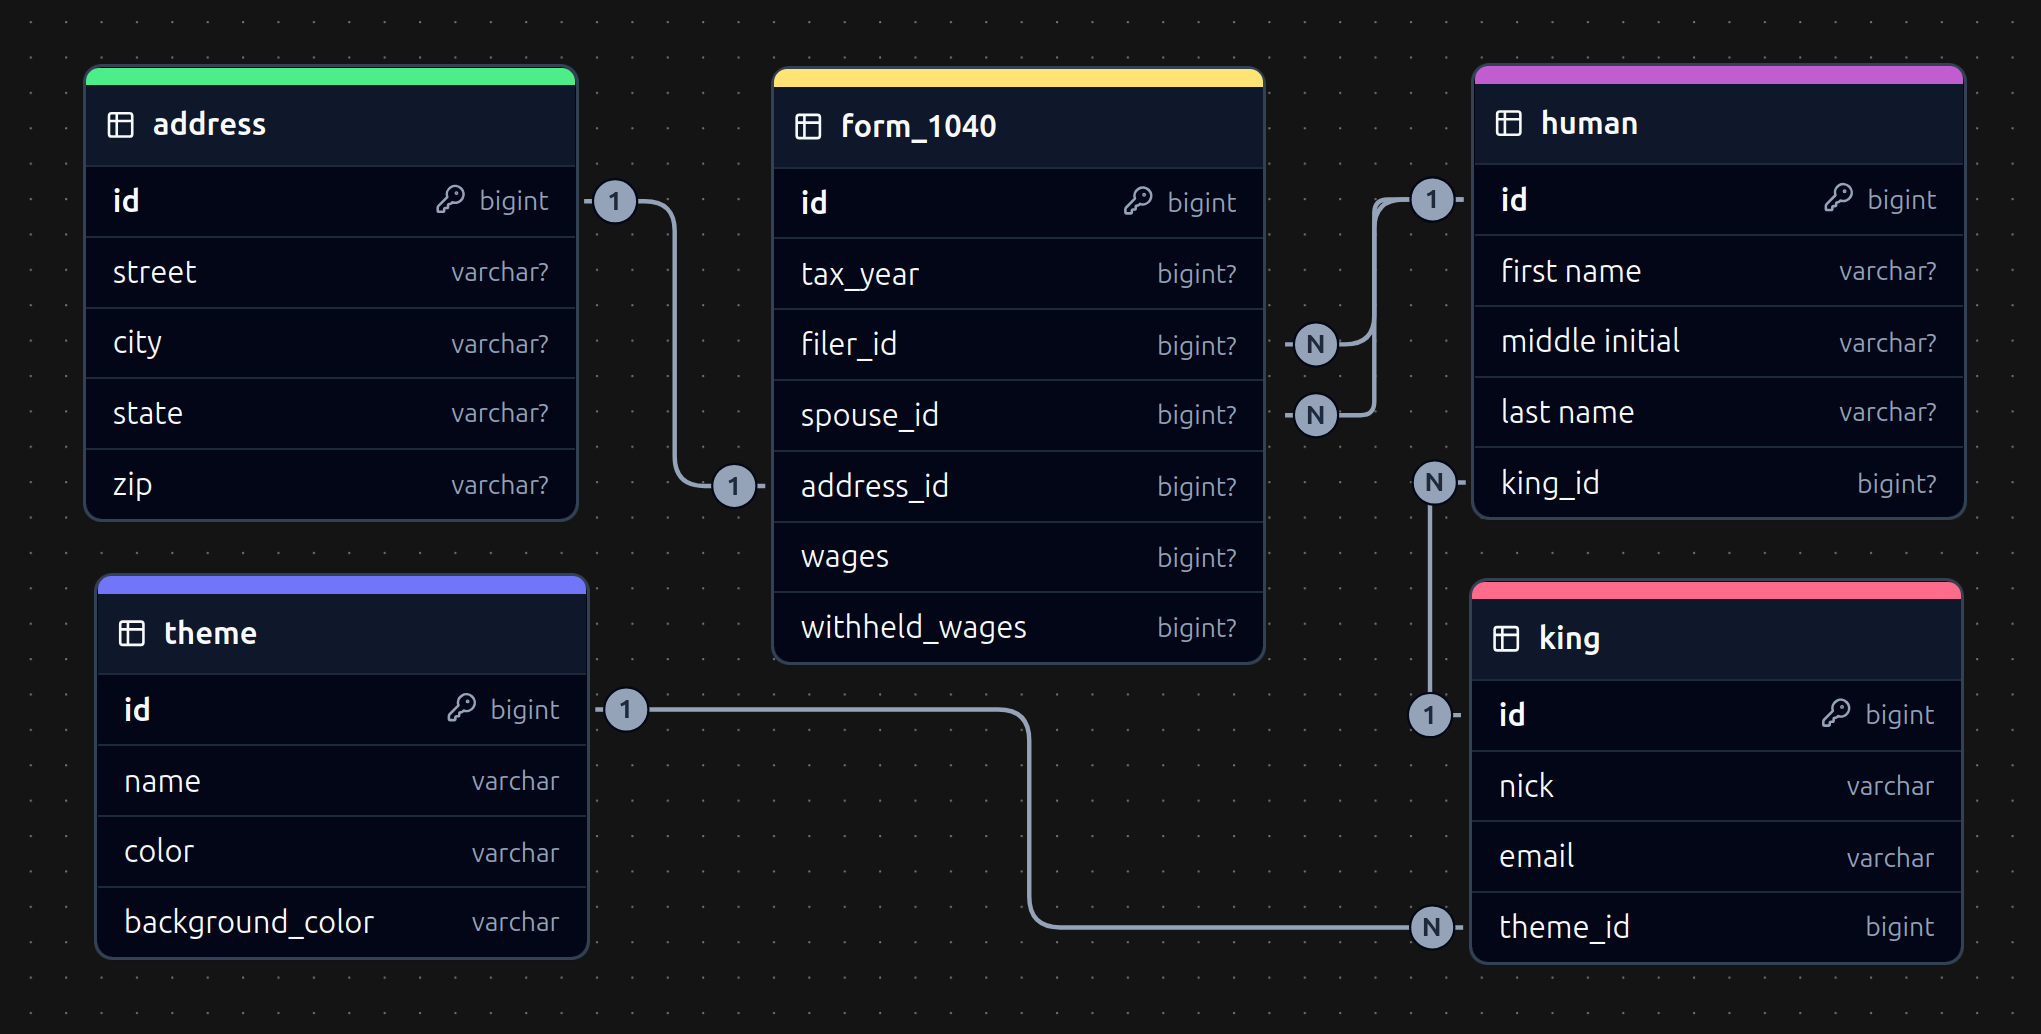 address
id bigint
street varchar?
city varchar?
state varchar?
zip varchar?
1
1
form_1040
id bigint
tax_year bigint?
filer_id bigint?
spouse_id bigint?
address_id bigint?
wages bigint?
withheld_wages bigint?
1
N
N
human
id bigint
first name varchar?
middle initial varchar?
last name varchar?
king_id bigint?
N
1
theme
id bigint
name varchar
color varchar
background_color varchar
1
N
king
id bigint
nick varchar
email varchar
theme_id bigint